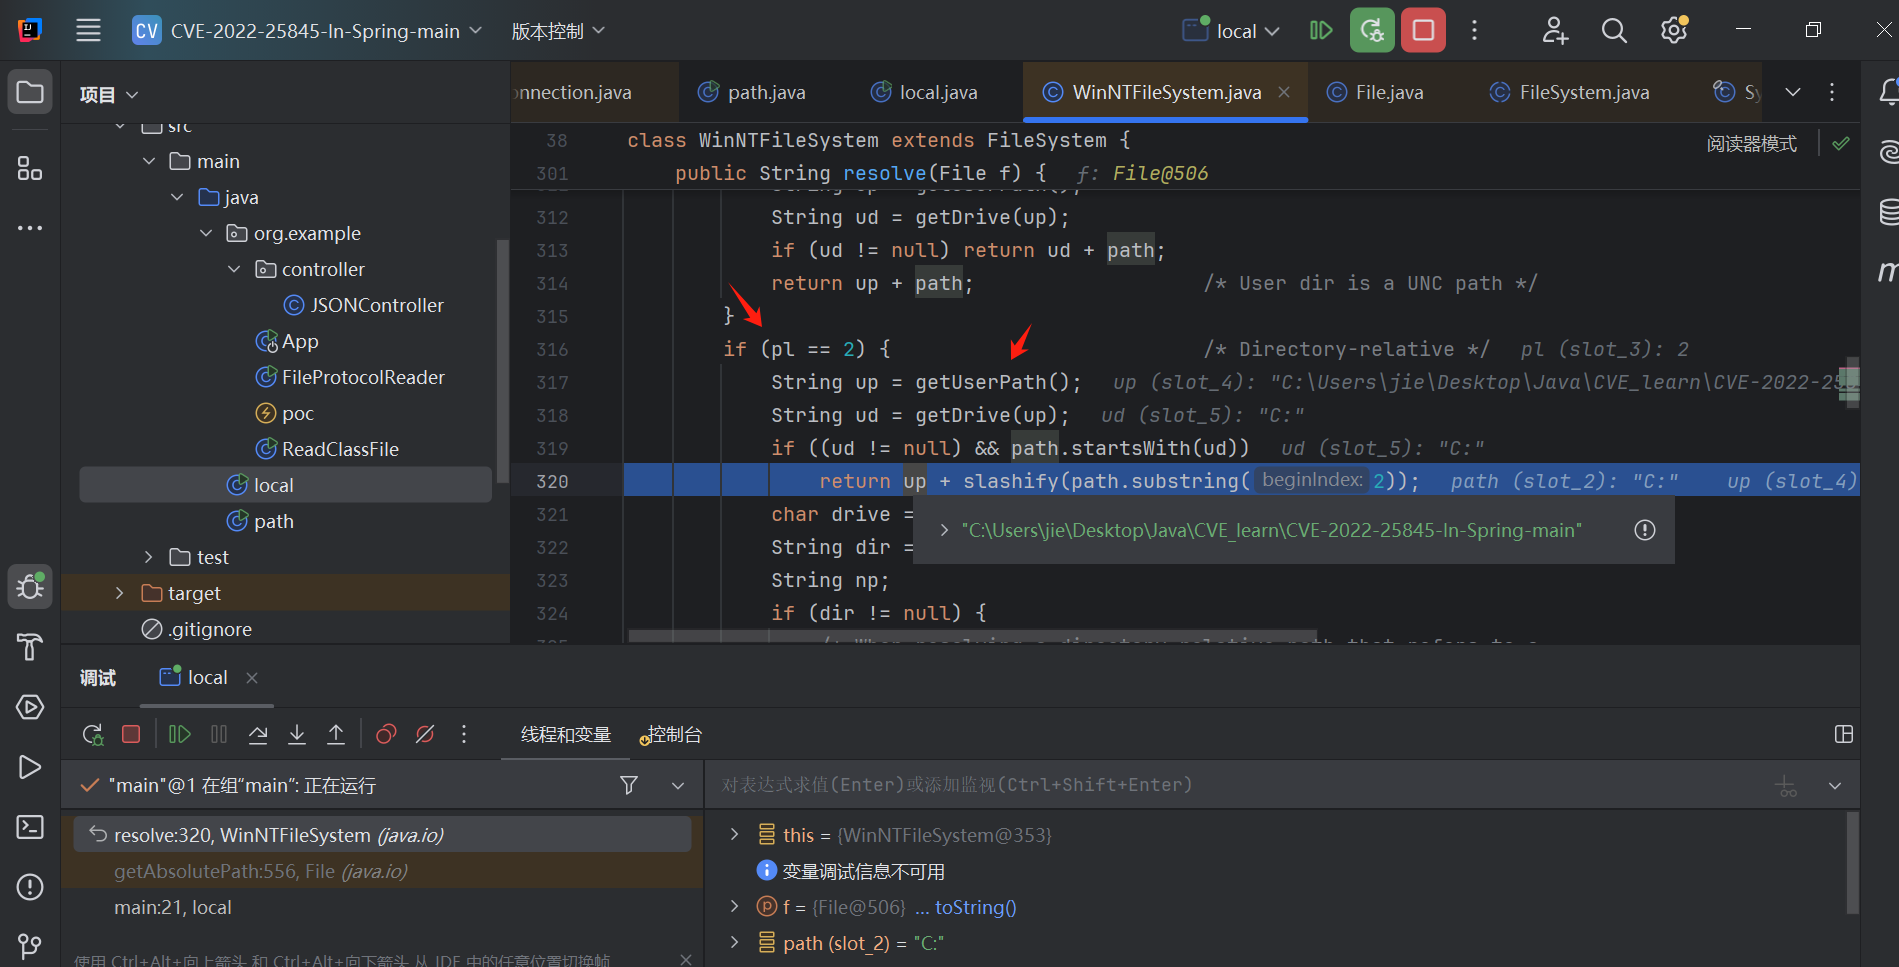 CV CVE-2022-25845-In-Spring-main 版本控制 local
项目
onnection.java path.java local.java WinNTFileSystem.java File.java FileSystem.java Sy
src
main
java
org.example
controller
JSONController
App
FileProtocolReader
poc
ReadClassFile
local
path
test
target
.gitignore
阅读器模式
38 class WinNTFileSystem extends FileSystem {
301 public String resolve(File f) { f: File@506
312 String ud = getDrive(up);
313 if (ud != null) return ud + path;
314 return up + path; /* User dir is a UNC path */
315 }
316 if (pl == 2) { /* Directory-relative */ pl (slot_3): 2
317 String up = getUserPath(); up (slot_4): "C:\Users\jie\Desktop\Java\CVE_learn\CVE-2022-25
318 String ud = getDrive(up); ud (slot_5): "C:"
319 if ((ud != null) && path.startsWith(ud)) ud (slot_5): "C:"
320 return up + slashify(path.substring( beginIndex: 2)); path (slot_2): "C:" up (slot_4)
321 char drive =
"C:\Users\jie\Desktop\Java\CVE_learn\CVE-2022-25845-In-Spring-main"
322 String dir =
323 String np;
324 if (dir != null) {
调试 local
线程和变量 控制台
"main"@1 在组"main": 正在运行
对表达式求值(Enter)或添加监视(Ctrl+Shift+Enter)
resolve:320, WinNTFileSystem (java.io)
getAbsolutePath:556, File (java.io)
main:21, local
this = {WinNTFileSystem@353}
变量调试信息不可用
f = {File@506} ... toString()
path (slot_2) = "C:"
使用 Ctrl+Alt+向上箭头 和 Ctrl+Alt+向下箭头 从 IDE 中的任意位置切换帧